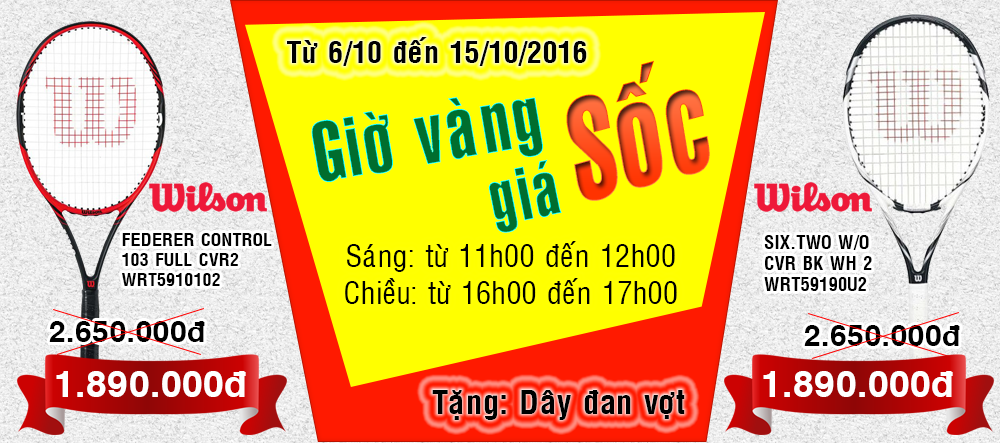 Từ 6/10 đến 15/10/2016
Giờ vàng
giá Sốc
Sáng: từ 11h00 đến 12h00
Chiều: từ 16h00 đến 17h00
Tặng: Dây đan vợt
W
Wilson
Wilson
FEDERER CONTROL
103 FULL CVR2
WRT5910102
2.650.000đ
1.890.000đ
W
Wilson
SIX.TWO W/O
CVR BK WH 2
WRT59190U2
2.650.000đ
1.890.000đ